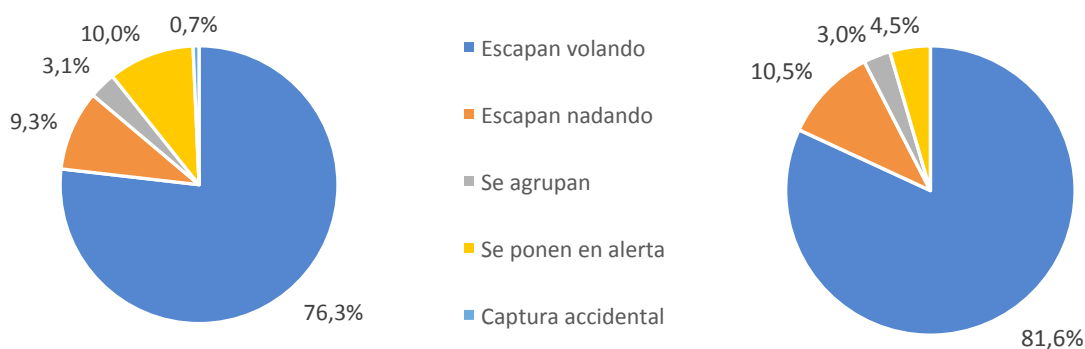 0,7%
10,0%
3,1%
9,3%
76,3%
Escapan volando
Escapan nadando
Se agrupan
Se ponen en alerta
Captura accidental
4,5%
3,0%
10,5%
81,6%